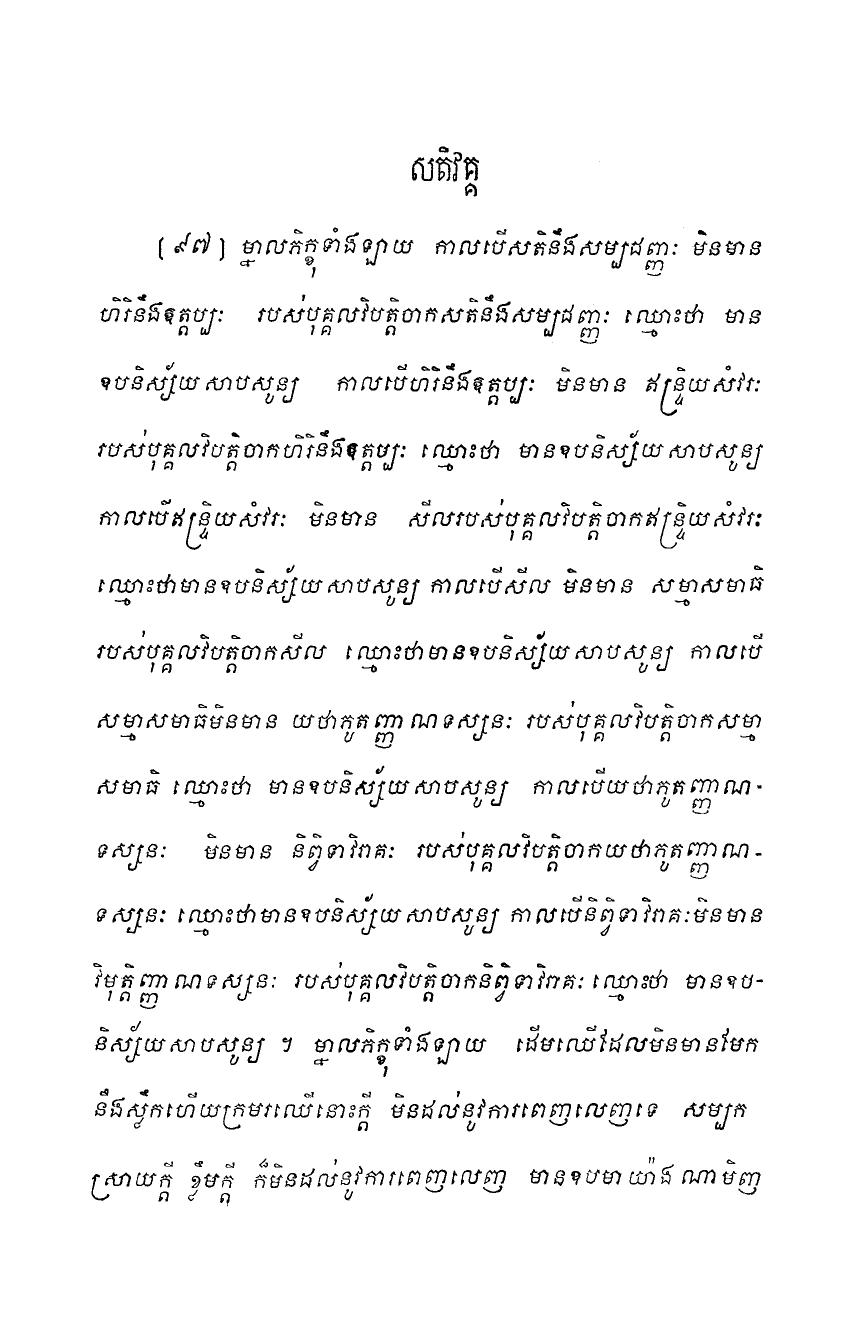 សតិវគ្គ
[៩៧] ម្នាលភិក្ខុទាំងឡាយ កាលបើសតិនឹងសម្បជញ្ញៈ មិនមាន
ហិរិនឹងឱត្តប្បៈ របស់បុគ្គលវិបត្តិចាកសតិនឹងសម្បជញ្ញៈ ឈ្មោះថា មាន
ឧបនិស្ស័យសាបសូន្យ កាលបើហិរិនឹងឱត្តប្បៈ មិនមាន ឥន្ទ្រិយសំវរៈ
របស់បុគ្គលវិបត្តិចាកហិរិនឹងឱត្តប្បៈ ឈ្មោះថា មានឧបនិស្ស័យសាបសូន្យ
កាលបើឥន្ទ្រិយសំវរៈ មិនមាន សីលរបស់បុគ្គលវិបត្តិចាកឥន្ទ្រិយសំវរៈ
ឈ្មោះថាមានឧបនិស្ស័យសាបសូន្យ កាលបើសីល មិនមាន សម្មាសមាធិ
របស់បុគ្គលវិបត្តិចាកសីល ឈ្មោះថាមានឧបនិស្ស័យសាបសូន្យ កាលបើ
សម្មាសមាធិមិនមាន យថាភូតញ្ញាណទស្សនៈ របស់បុគ្គលវិបត្តិចាកសម្មា
សមាធិ ឈ្មោះថា មានឧបនិស្ស័យសាបសូន្យ កាលបើយថាភូតញ្ញាណ-
ទស្សនៈ មិនមាន និព្វិទាវិរាគៈ របស់បុគ្គលវិបត្តិចាកយថាភូតញ្ញាណ-
ទស្សនៈ ឈ្មោះថាមានឧបនិស្ស័យសាបសូន្យ កាលបើនិព្វិទាវិរាគៈមិនមាន
វិមុត្តិញ្ញាណទស្សនៈ របស់បុគ្គលវិបត្តិចាកនិព្វិទាវិរាគៈ ឈ្មោះថា មានឧប-
និស្ស័យសាបសូន្យ ។ ម្នាលភិក្ខុទាំងឡាយ ដើមឈើដែលមិនមានមែក
នឹងស្លឹកហើយក្រមរឈើនោះក្តី មិនដល់នូវការពេញលេញទេ សម្បក
ស្រាយក្តី ខ្លឹមក្តី ក៏មិនដល់នូវការពេញលេញ មានឧបមាយ៉ាងណាមិញ